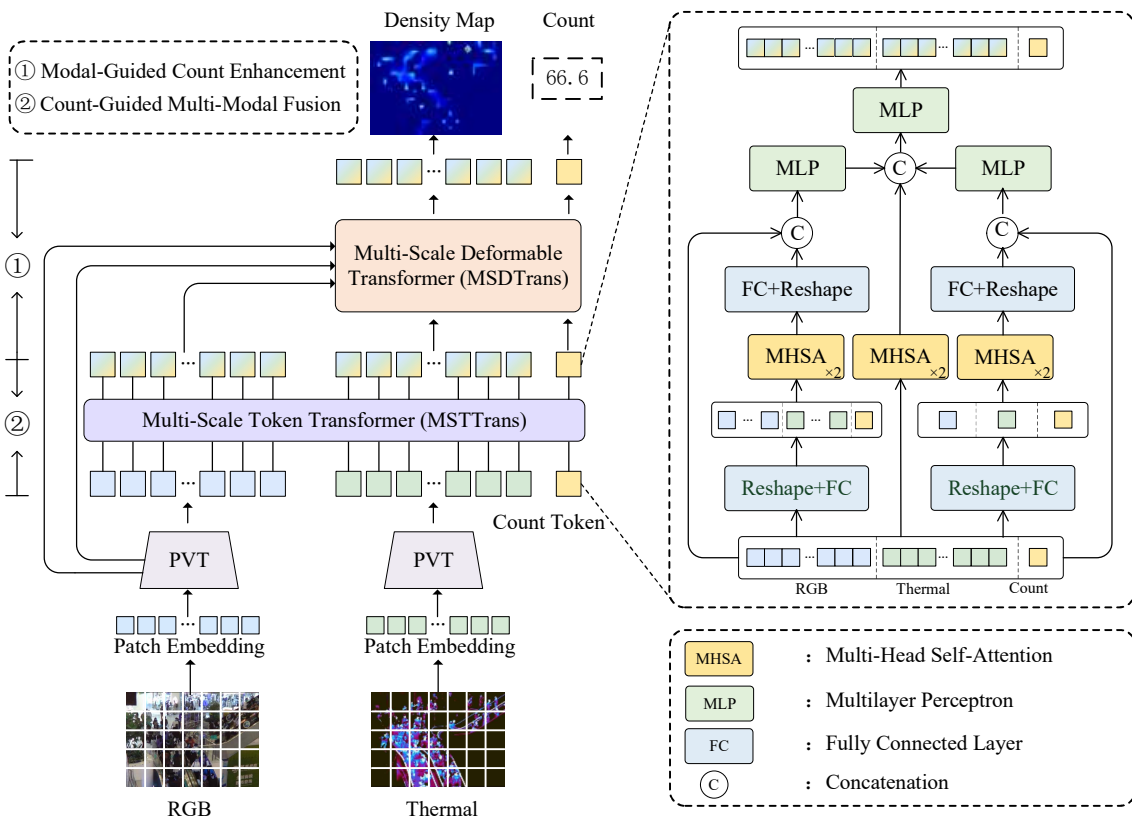 Density Map
Count
① Modal-Guided Count Enhancement
② Count-Guided Multi-Modal Fusion
66.6
①
Multi-Scale Deformable
Transformer (MSDTrans)
②
Multi-Scale Token Transformer (MSTTrans)
Count Token
PVT
PVT
Patch Embedding
Patch Embedding
RGB
Thermal
MLP
MLP
C
MLP
C
C
FC+Reshape
FC+Reshape
MHSA ×2
MHSA ×2
MHSA ×2
Reshape+FC
Reshape+FC
RGB
Thermal
Count
MHSA : Multi-Head Self-Attention
MLP : Multilayer Perceptron
FC : Fully Connected Layer
C : Concatenation